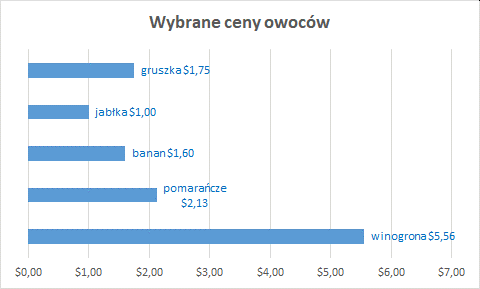 Wybrane ceny owoców
gruszka $1,75
jabłka $1,00
banan $1,60
pomarańcze
$2,13
winogrona $5,56
$0,00 $1,00 $2,00 $3,00 $4,00 $5,00 $6,00 $7,00